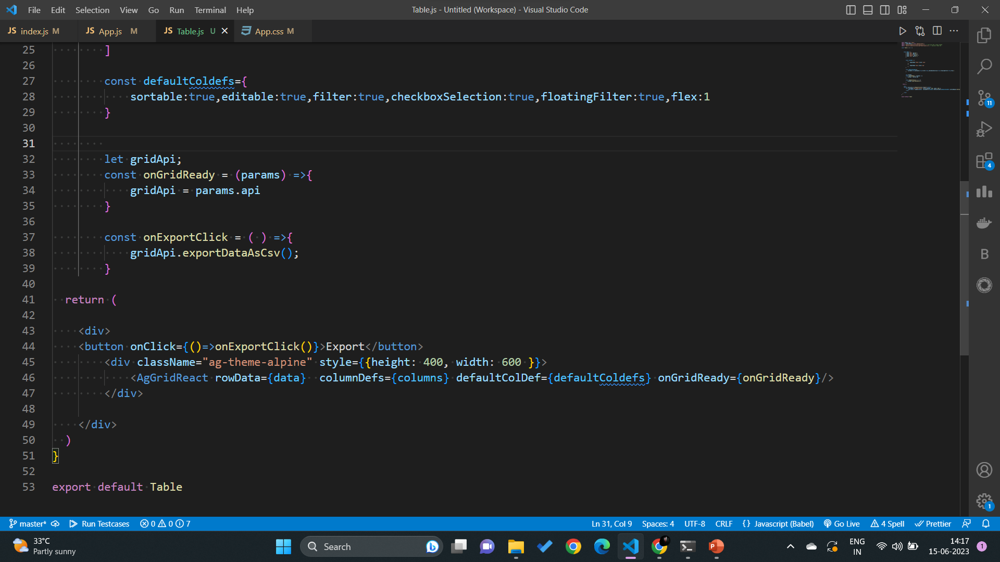 File Edit Selection View Go Run Terminal Help
Table.js - Untitled (Workspace) - Visual Studio Code
JS index.js M JS App.js M JS Table.js U App.css M
25 ]
26
27 const defaultColdefs={
28 sortable:true,editable:true,filter:true,checkboxSelection:true,floatingFilter:true,flex:1
29 }
30
31
32 let gridApi;
33 const onGridReady = (params) =>{
34 gridApi = params.api
35 }
36
37 const onExportClick = ( ) =>{
38 gridApi.exportDataAsCsv();
39 }
40
41 return (
42
43 <div>
44 <button onClick={()=>onExportClick()}>Export</button>
45 <div className="ag-theme-alpine" style={{height: 400, width: 600 }}>
46 <AgGridReact rowData={data}  columnDefs={columns} defaultColDef={defaultColdefs} onGridReady={onGridReady}/>
47 </div>
48
49 </div>
50 )
51 }
52
53 export default Table
11
4
B
1
master* Run Testcases 0 0 7 Ln 31, Col 9 Spaces: 4 UTF-8 CRLF {} Javascript (Babel) Go Live 4 Spell Prettier
33°C
Partly sunny
Search
ENG
IN
14:17
15-06-2023
1